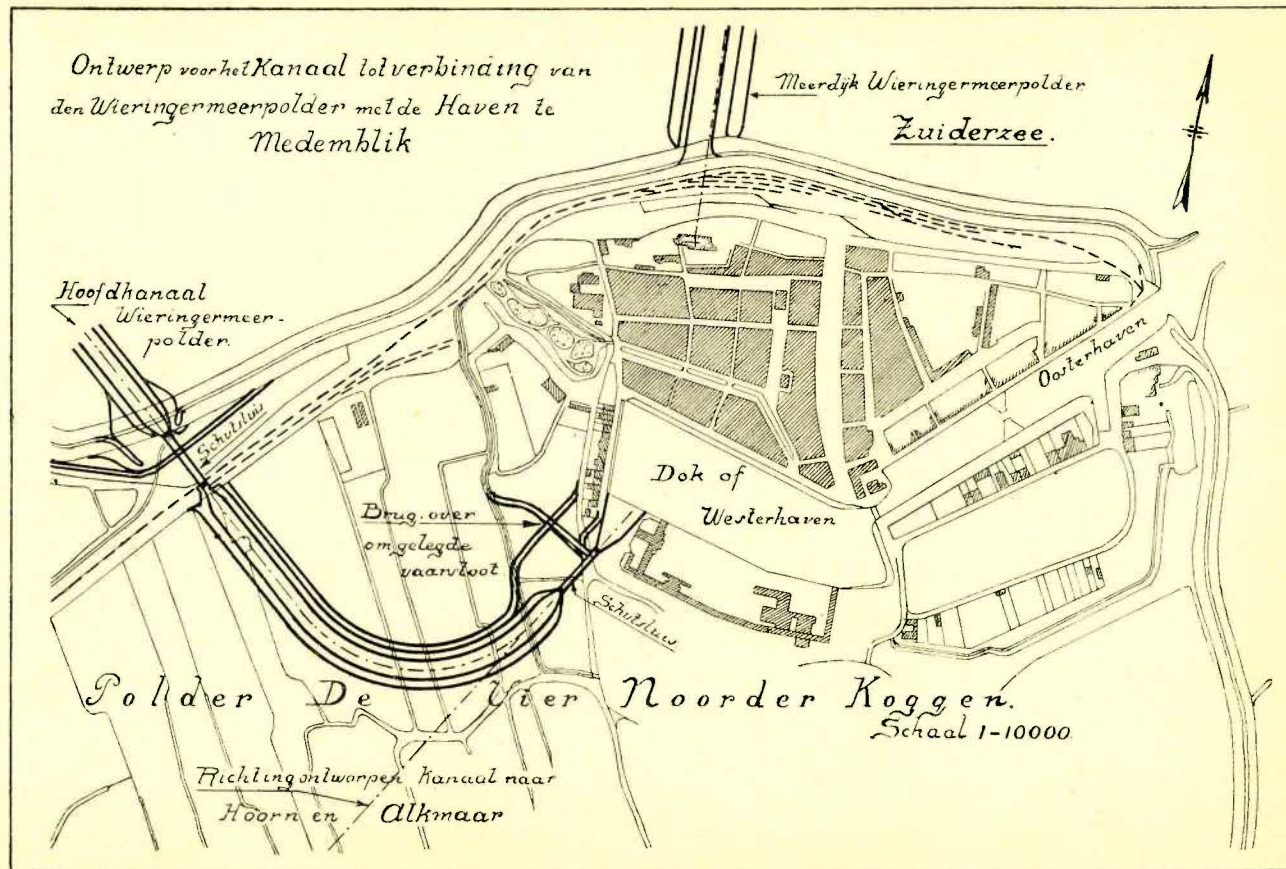 Ontwerp voor het Kanaal tot verbinding van
den Wieringermeerpolder met de Haven te
Medemblik
Meerdijk Wieringermeerpolder
Zuiderzee.
Hoofdkanaal
Wieringermeer-
polder.
Schutsluis
Oosterhaven
Dok of
Westerhaven
Brug over
omgelegde
vaarsloot
Schutsluis
Polder De Vier Noorder Koggen.
Schaal 1-10000
Richting ontworpen Kanaal naar
Hoorn en Alkmaar